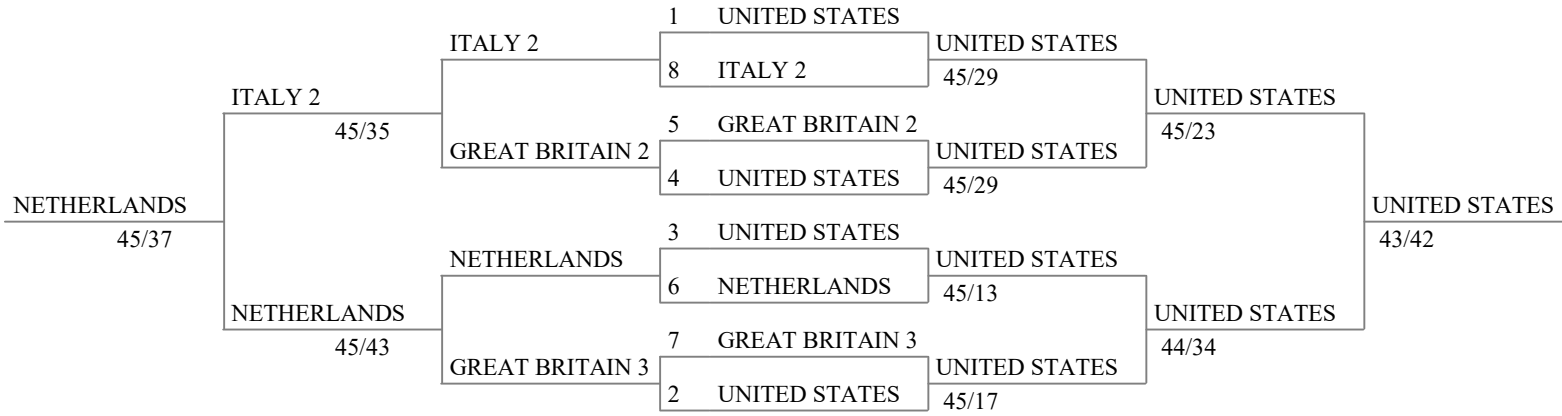 1 UNITED STATES
ITALY 2
UNITED STATES
8 ITALY 2
45/29
ITALY 2
UNITED STATES
45/35
5 GREAT BRITAIN 2
45/23
GREAT BRITAIN 2
UNITED STATES
4 UNITED STATES
45/29
NETHERLANDS
UNITED STATES
45/37
3 UNITED STATES
43/42
NETHERLANDS
UNITED STATES
6 NETHERLANDS
45/13
NETHERLANDS
UNITED STATES
45/43
7 GREAT BRITAIN 3
44/34
GREAT BRITAIN 3
UNITED STATES
2 UNITED STATES
45/17